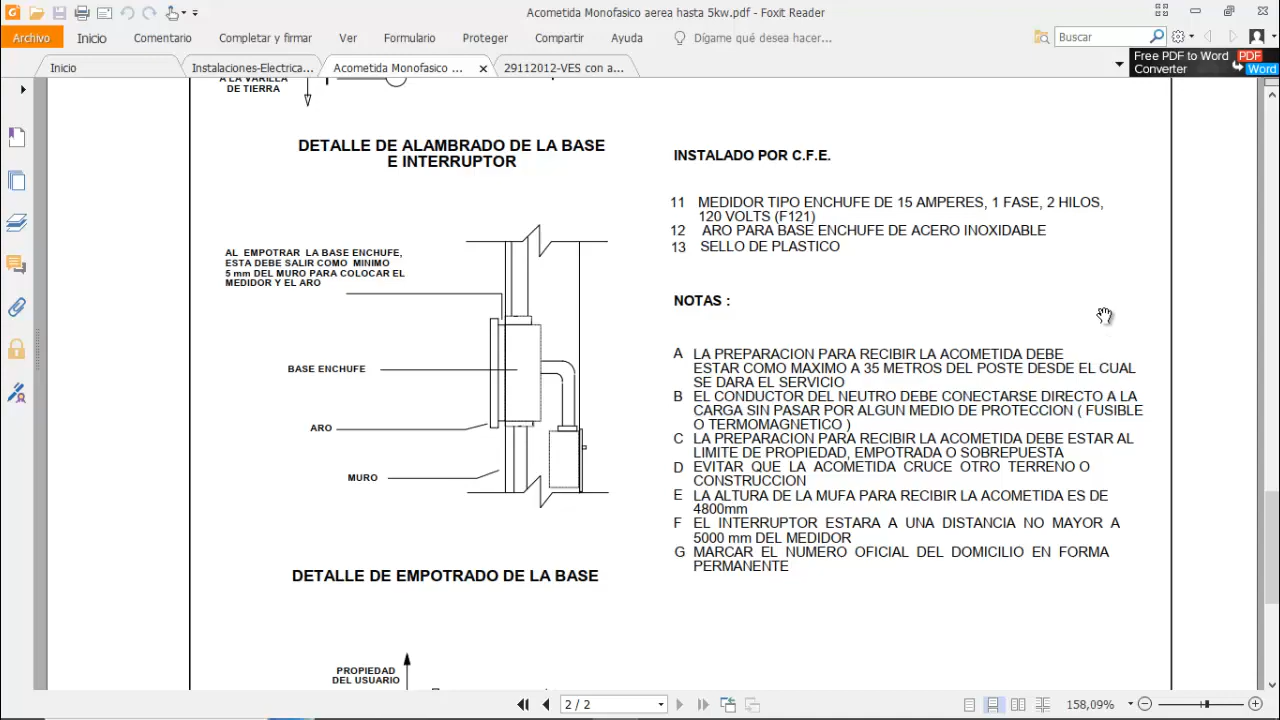 Acometida Monofasico aerea hasta 5kw.pdf - Foxit Reader
Archivo
Inicio
Comentario
Completar y firmar
Ver
Formulario
Proteger
Compartir
Ayuda
Dígame qué desea hacer...
Buscar
Inicio
Instalaciones-Electrica...
Acometida Monofasico ...
29112012-VES con a...
Free PDF to Word
Converter
PDF
Word
A LA VARILLA
DE TIERRA
DETALLE DE ALAMBRADO DE LA BASE
E INTERRUPTOR
AL EMPOTRAR LA BASE ENCHUFE,
ESTA DEBE SALIR COMO MINIMO
5 mm DEL MURO PARA COLOCAR EL
MEDIDOR Y EL ARO
BASE ENCHUFE
ARO
MURO
DETALLE DE EMPOTRADO DE LA BASE
PROPIEDAD
DEL USUARIO
INSTALADO POR C.F.E.
11 MEDIDOR TIPO ENCHUFE DE 15 AMPERES, 1 FASE, 2 HILOS,
120 VOLTS (F121)
12 ARO PARA BASE ENCHUFE DE ACERO INOXIDABLE
13 SELLO DE PLASTICO
NOTAS :
A LA PREPARACION PARA RECIBIR LA ACOMETIDA DEBE
ESTAR COMO MAXIMO A 35 METROS DEL POSTE DESDE EL CUAL
SE DARA EL SERVICIO
B EL CONDUCTOR DEL NEUTRO DEBE CONECTARSE DIRECTO A LA
CARGA SIN PASAR POR ALGUN MEDIO DE PROTECCION ( FUSIBLE
O TERMOMAGNETICO )
C LA PREPARACION PARA RECIBIR LA ACOMETIDA DEBE ESTAR AL
LIMITE DE PROPIEDAD, EMPOTRADA O SOBREPUESTA
D EVITAR QUE LA ACOMETIDA CRUCE OTRO TERRENO O
CONSTRUCCION
E LA ALTURA DE LA MUFA PARA RECIBIR LA ACOMETIDA ES DE
4800mm
F EL INTERRUPTOR ESTARA A UNA DISTANCIA NO MAYOR A
5000 mm DEL MEDIDOR
G MARCAR EL NUMERO OFICIAL DEL DOMICILIO EN FORMA
PERMANENTE
2 / 2
158,09%